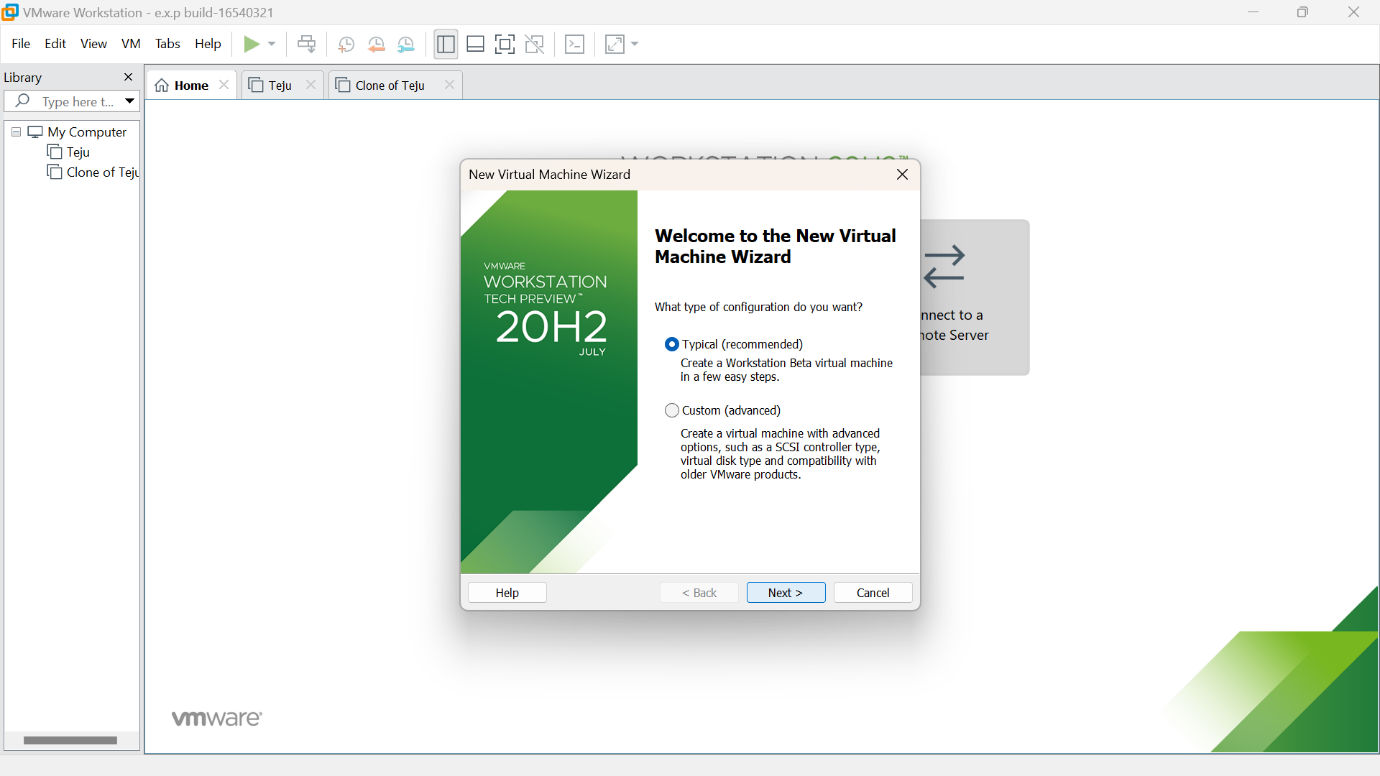 VMware Workstation - e.x.p build-16540321
File Edit View VM Tabs Help
Library
Type here t...
Home
Teju
Clone of Teju
My Computer
Teju
Clone of Teju
New Virtual Machine Wizard
VMWARE
WORKSTATION
TECH PREVIEW™
20H2
JULY
Welcome to the New Virtual
Machine Wizard
What type of configuration do you want?
Typical (recommended)
Create a Workstation Beta virtual machine
in a few easy steps.
Custom (advanced)
Create a virtual machine with advanced
options, such as a SCSI controller type,
virtual disk type and compatibility with
older VMware products.
Help
< Back
Next >
Cancel
nnect to a
note Server
vmware®